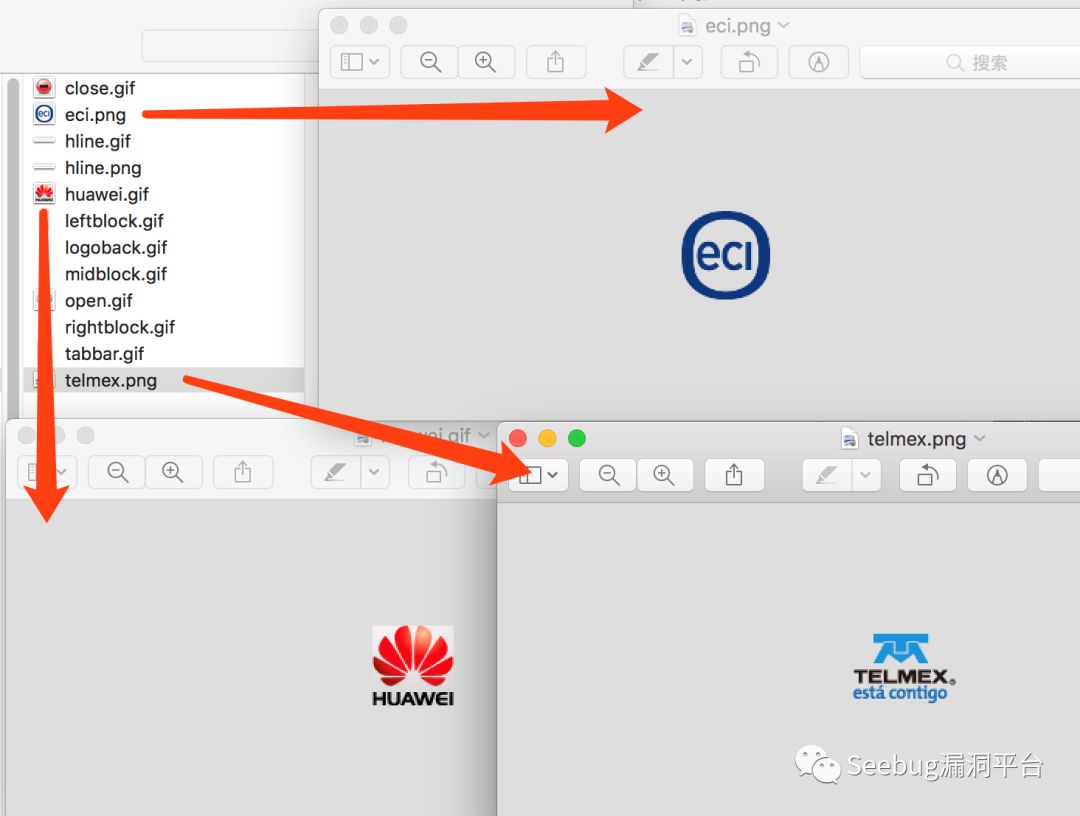 eci.png
搜索
close.gif
eci.png
hline.gif
hline.png
huawei.gif
leftblock.gif
logoback.gif
midblock.gif
open.gif
rightblock.gif
tabbar.gif
telmex.png
eci
telmex.png
HUAWEI
HUAWEI
TELMEX®
está contigo
Seebug漏洞平台